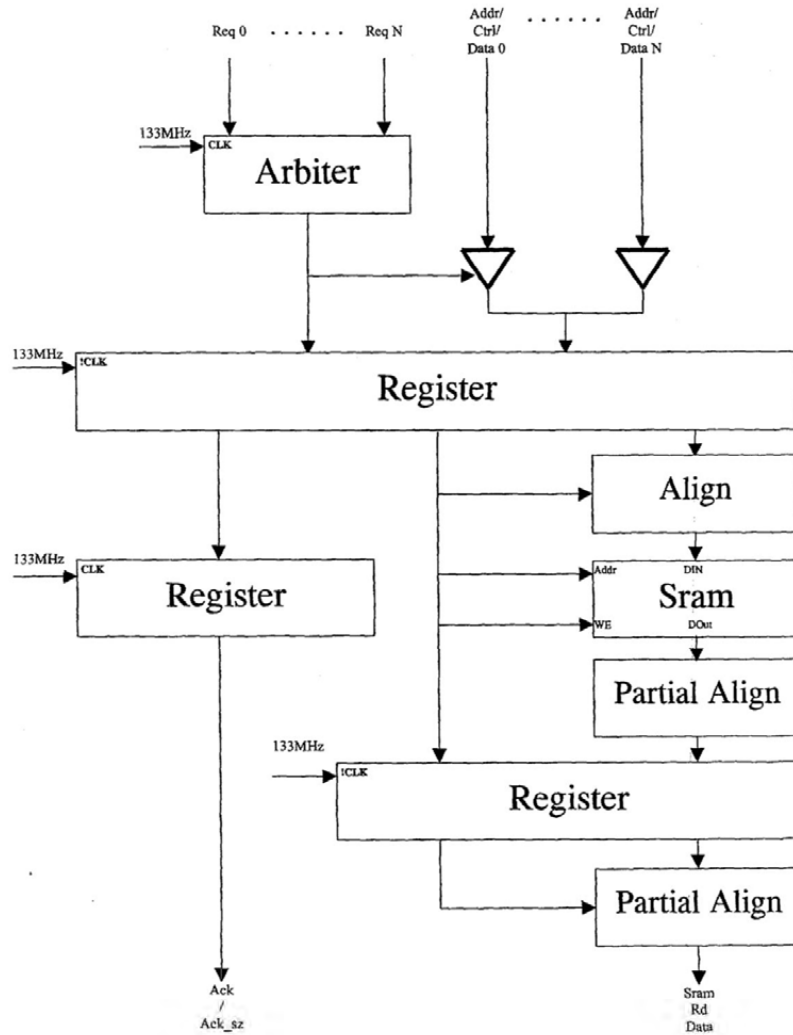 Req 0 . . . . . . Req N
Addr/
Ctrl/
Data 0
. . . . . .
Addr/
Ctrl/
Data N
133MHz
CLK
Arbiter
133MHz
!CLK
Register
Align
133MHz
CLK
Register
Addr
DIN
Sram
WE
DOut
Partial Align
133MHz
!CLK
Register
Partial Align
Ack
/
Ack_sz
Sram
Rd
Data